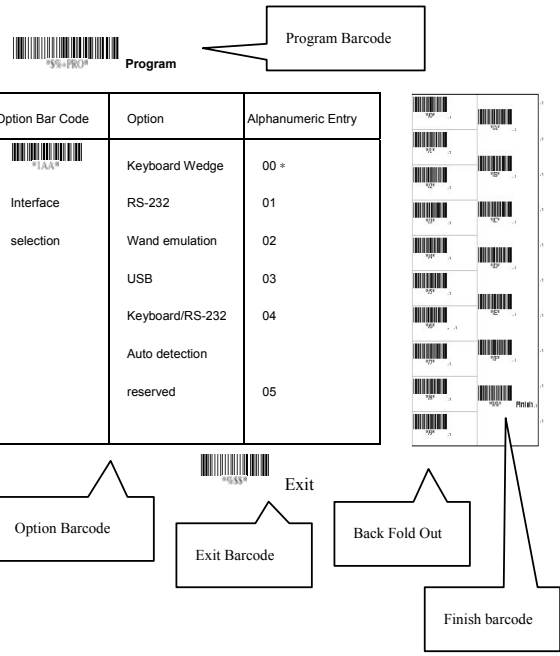 Program Barcode
*$%+PRO*
Program
Option Bar Code
Option
Alphanumeric Entry
*1AA*
Interface
selection
Keyboard Wedge
00 *
RS-232
01
Wand emulation
02
USB
03
Keyboard/RS-232
04
Auto detection
reserved
05
Finish
*%$$*
Exit
Option Barcode
Exit Barcode
Back Fold Out
Finish barcode